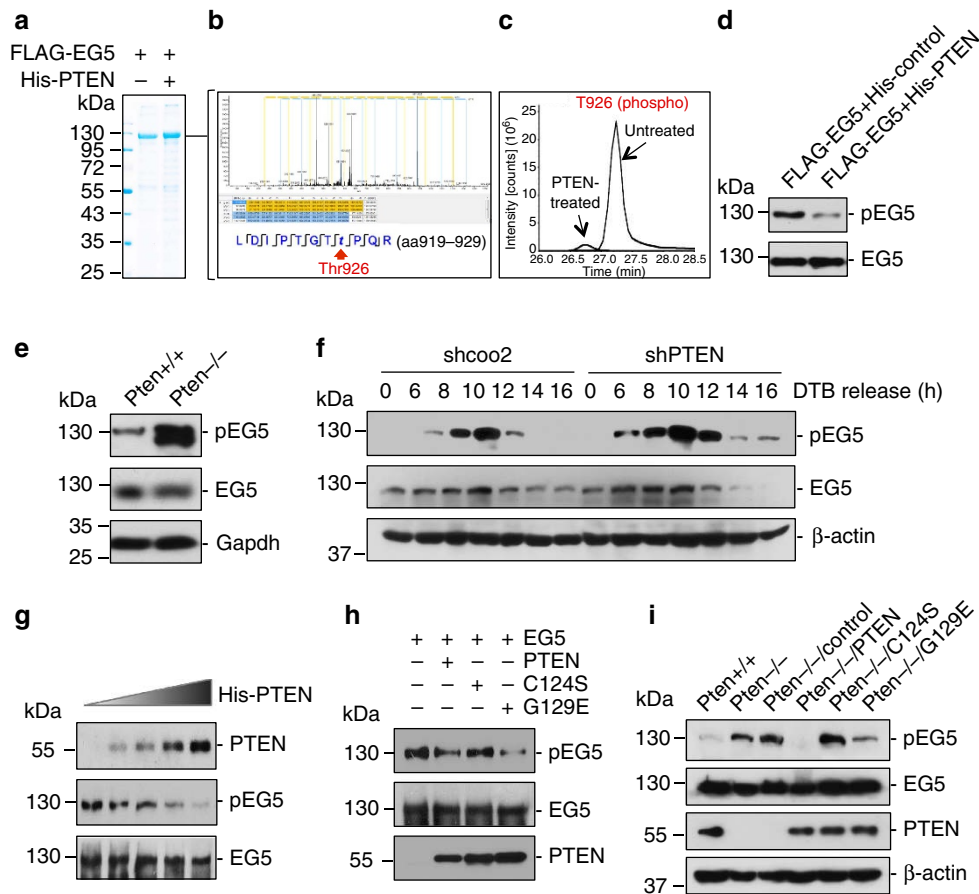 a
FLAG-EG5 + +
His-PTEN – +
kDa
130
95
72
55
43
35
25
b
L D I P T G T t P Q R (aa919–929)
Thr926
c
T926 (phospho)
Untreated
PTEN-
treated
Intensity [counts] (10⁶)
25
20
15
10
5
0
26.0 26.5 27.0 27.5 28.0 28.5
Time (min)
d
FLAG-EG5+His-control
FLAG-EG5+His-PTEN
kDa
130 pEG5
130 EG5
e
Pten+/+
Pten–/–
kDa
130 pEG5
130 EG5
35
25
Gapdh
f
shcoo2 shPTEN
0 6 8 10 12 14 16 0 6 8 10 12 14 16 DTB release (h)
kDa
130 pEG5
130 EG5
37
β-actin
g
His-PTEN
kDa
55 PTEN
130 pEG5
130 EG5
h
+ + + + EG5
– + – – PTEN
– – + – C124S
– – – + G129E
kDa
130 pEG5
130 EG5
55 PTEN
i
Pten+/+
Pten–/–
Pten–/–/control
Pten–/–/PTEN
Pten–/–/C124S
Pten–/–/G129E
kDa
130 pEG5
130 EG5
55 PTEN
37
β-actin